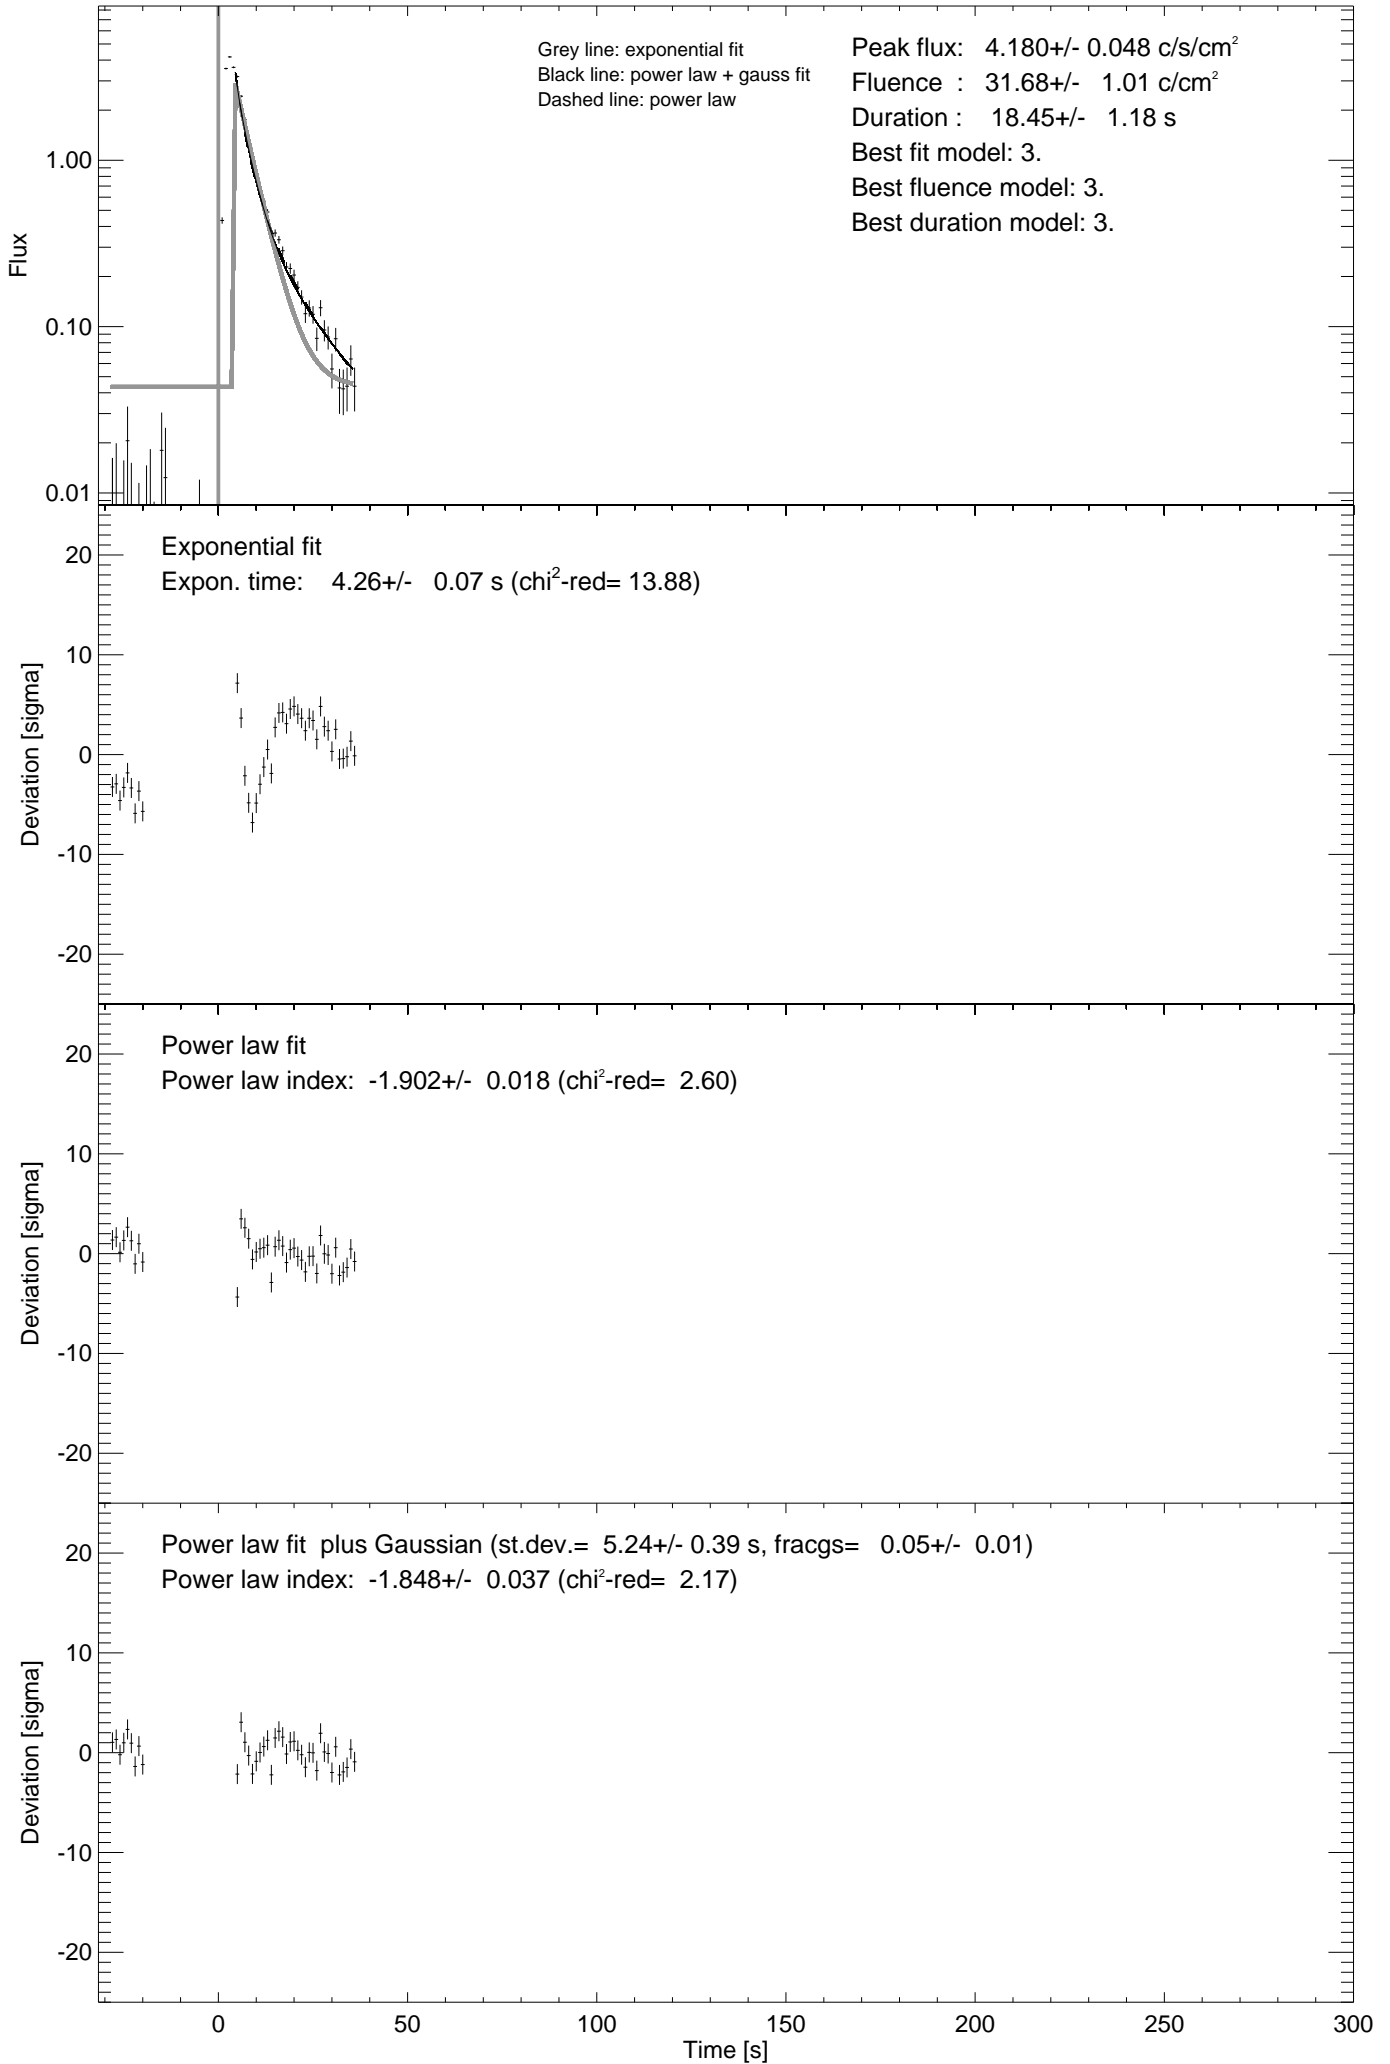 Grey line: exponential fit
Black line: power law + gauss fit
Dashed line: power law
Peak flux: 4.180+/- 0.048 c/s/cm²
Fluence : 31.68+/- 1.01 c/cm²
Duration : 18.45+/- 1.18 s
Best fit model: 3.
Best fluence model: 3.
Best duration model: 3.
Flux
1.00
0.10
0.01
Exponential fit
Expon. time: 4.26+/- 0.07 s (chi²-red= 13.88)
Deviation [sigma]
20
10
0
-10
-20
Power law fit
Power law index: -1.902+/- 0.018 (chi²-red= 2.60)
Deviation [sigma]
20
10
0
-10
-20
Power law fit plus Gaussian (st.dev.= 5.24+/- 0.39 s, fracgs= 0.05+/- 0.01)
Power law index: -1.848+/- 0.037 (chi²-red= 2.17)
Deviation [sigma]
20
10
0
-10
-20
0 50 100 150 200 250 300
Time [s]